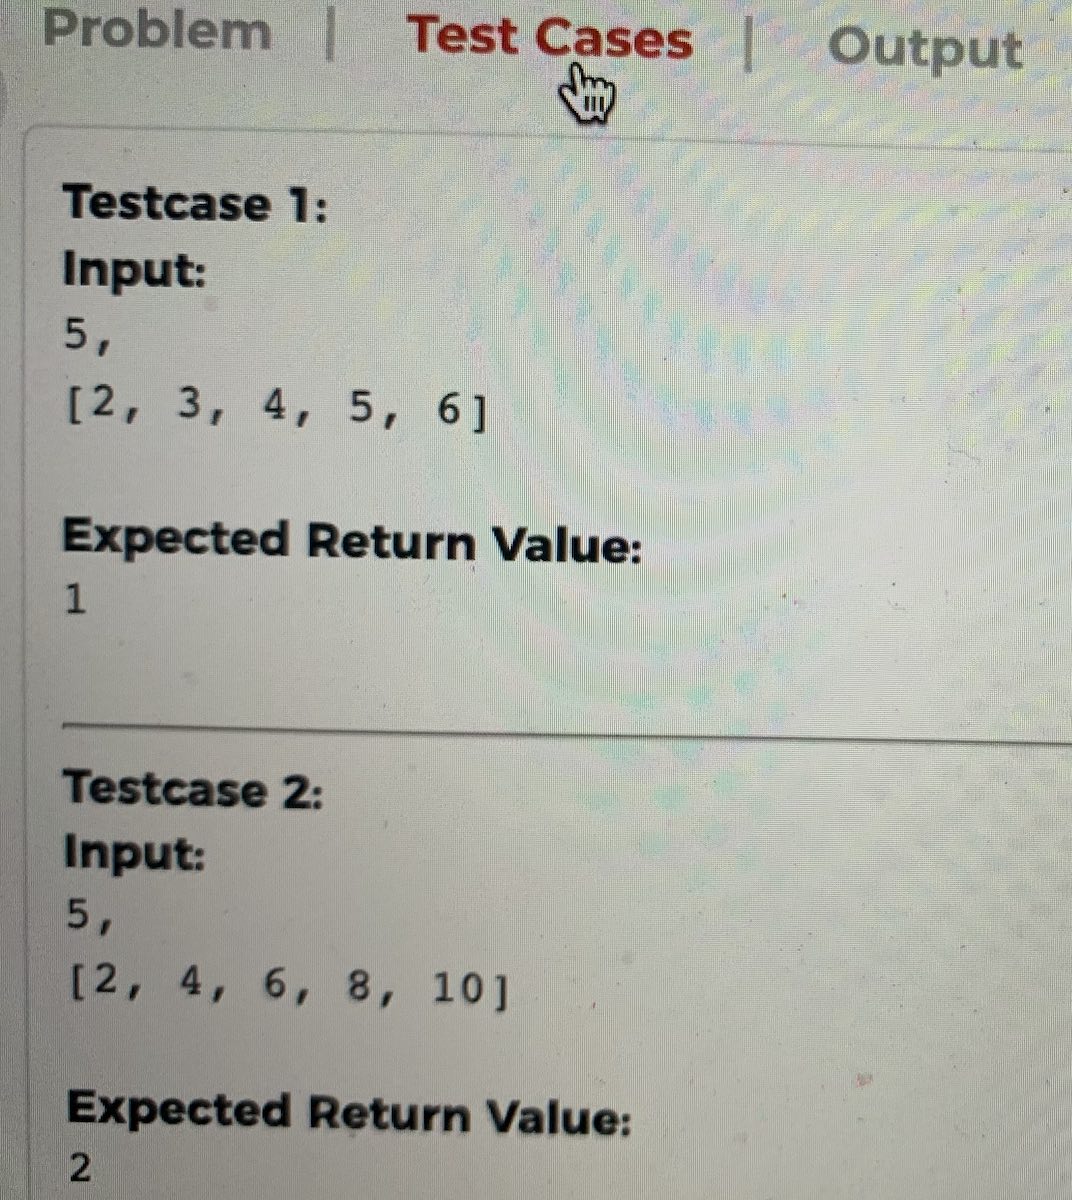 Problem | Test Cases | Output
Testcase 1:
Input:
5,
[2, 3, 4, 5, 6]
Expected Return Value:
1
Testcase 2:
Input:
5,
[2, 4, 6, 8, 10]
Expected Return Value:
2